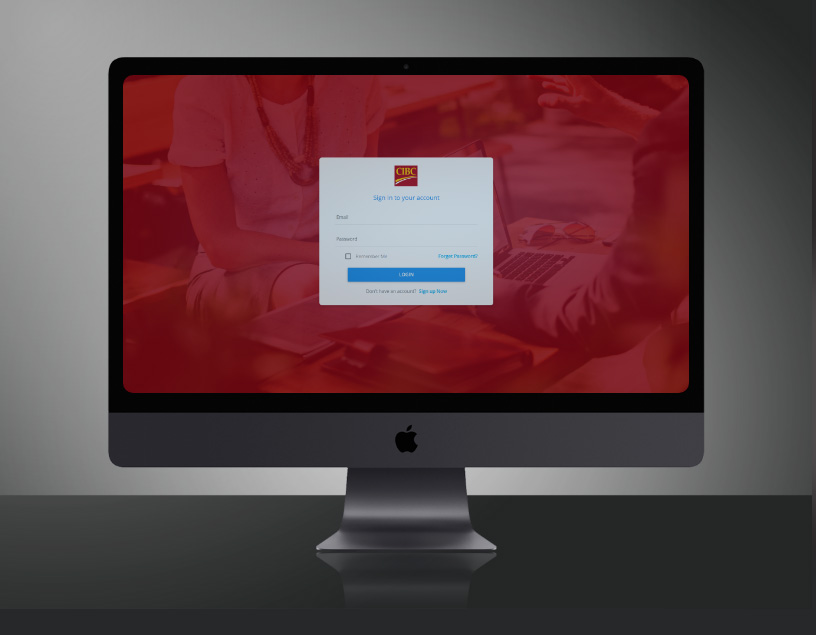 CIBC
Sign in to your account
Email
Password
Remember Me
Forgot Password?
LOGIN
Don't have an account? Sign up Now